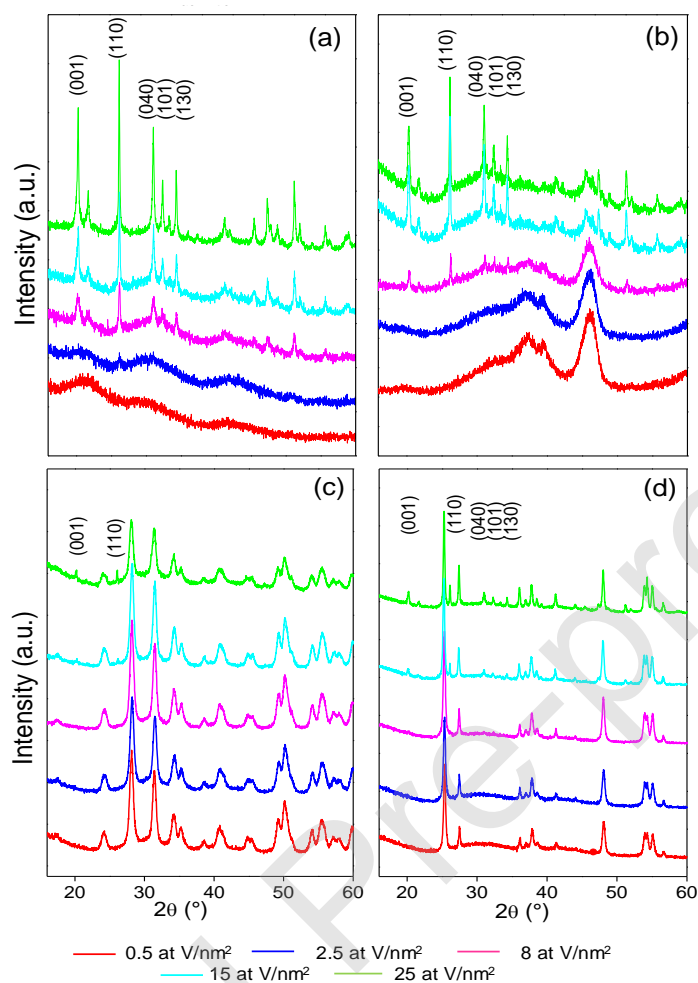 (a)
(001)
(110)
(040)
(101)
(130)
Intensity (a.u.)
(b)
(001)
(110)
(040)
(101)
(130)
(c)
(001)
(110)
Intensity (a.u.)
20 30 40 50 60
2θ (°)
(d)
(001)
(110)
(040)
(101)
(130)
20 30 40 50 60
2θ (°)
0.5 at V/nm² 2.5 at V/nm² 8 at V/nm²
15 at V/nm² 25 at V/nm²
Pre-pr